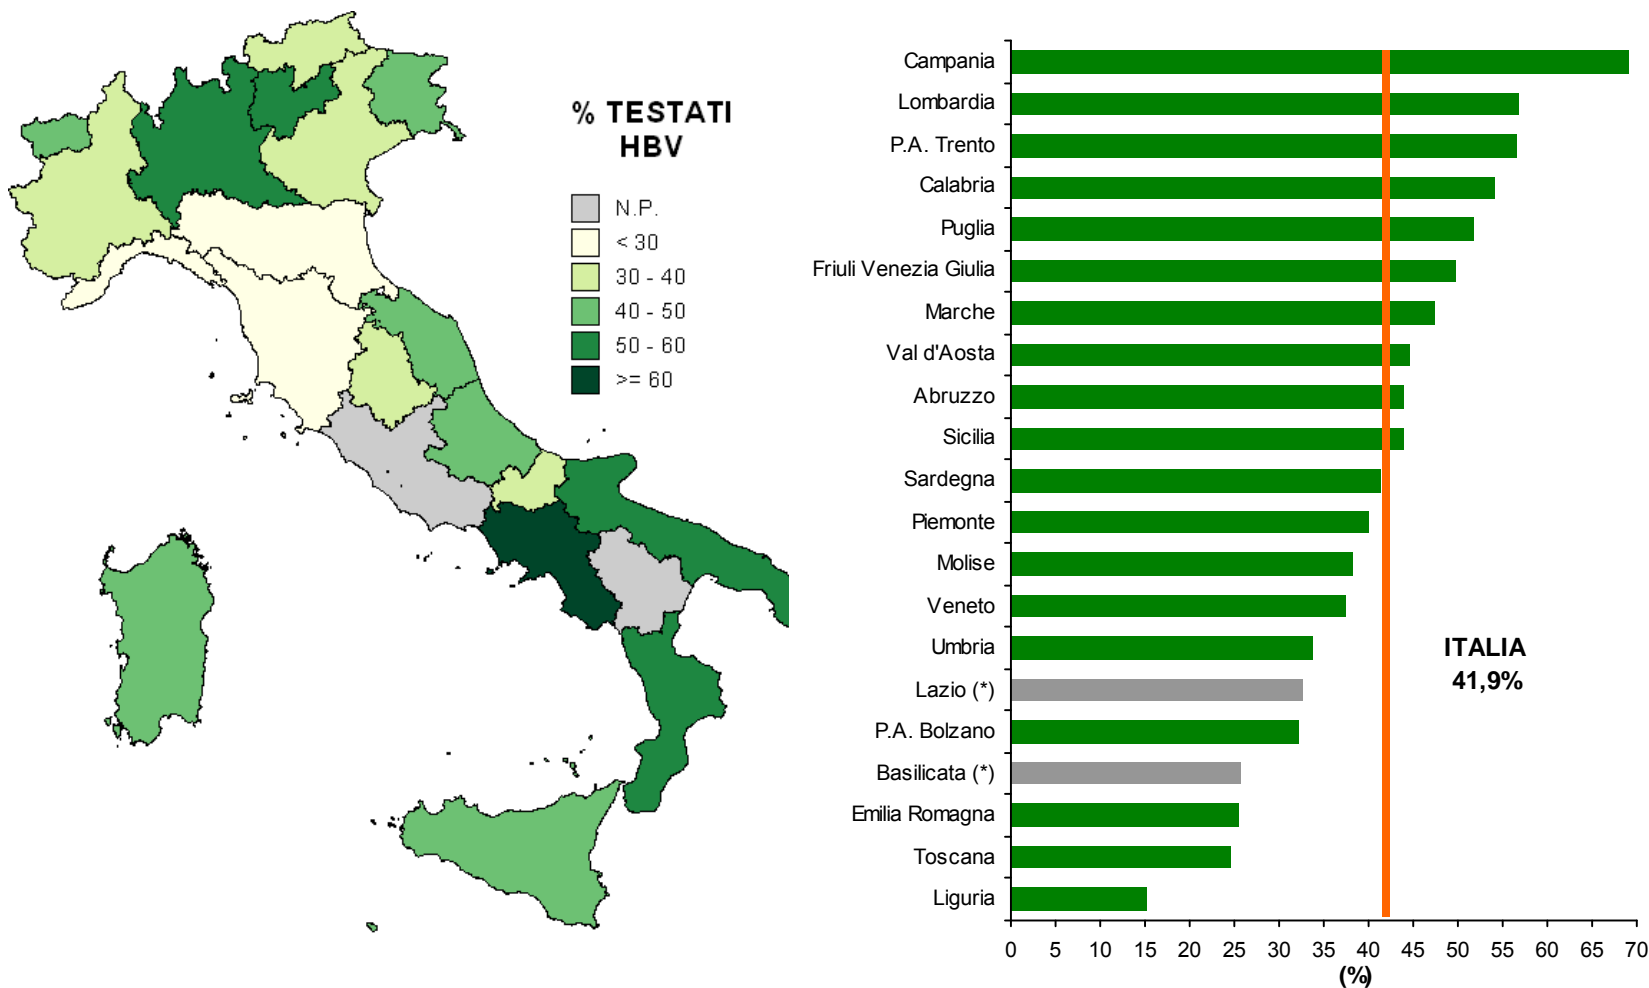 % TESTATI
HBV
N.P.
< 30
30 - 40
40 - 50
50 - 60
>= 60
Campania
Lombardia
P.A. Trento
Calabria
Puglia
Friuli Venezia Giulia
Marche
Val d'Aosta
Abruzzo
Sicilia
Sardegna
Piemonte
Molise
Veneto
Umbria
Lazio (*)
P.A. Bolzano
Basilicata (*)
Emilia Romagna
Toscana
Liguria
ITALIA
41,9%
0 5 10 15 20 25 30 35 40 45 50 55 60 65 70
(%)